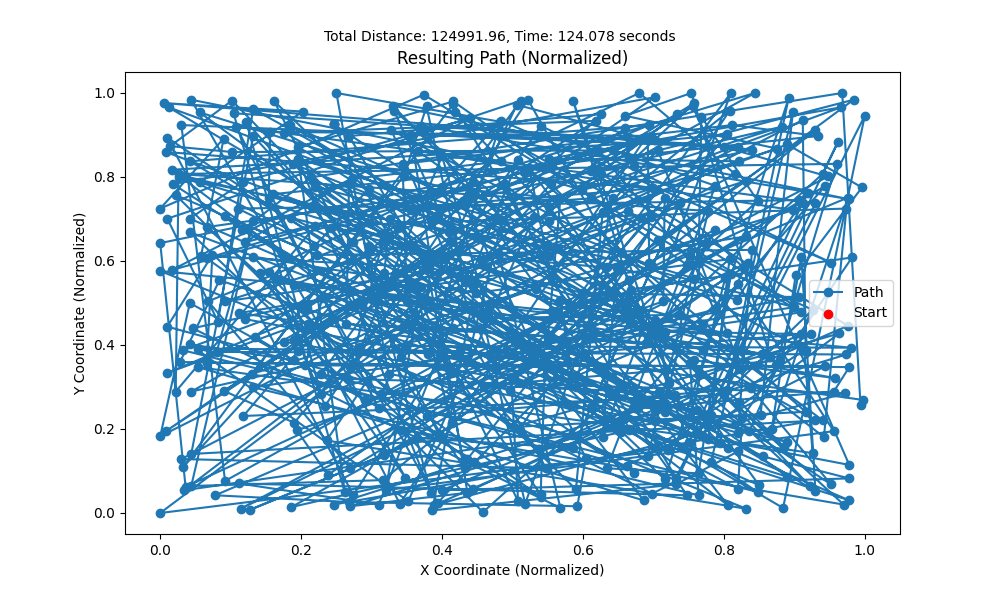 Total Distance: 124991.96, Time: 124.078 seconds
Resulting Path (Normalized)
Y Coordinate (Normalized)
1.0
0.8
0.6
0.4
0.2
0.0
Path
Start
0.0 0.2 0.4 0.6 0.8 1.0
X Coordinate (Normalized)